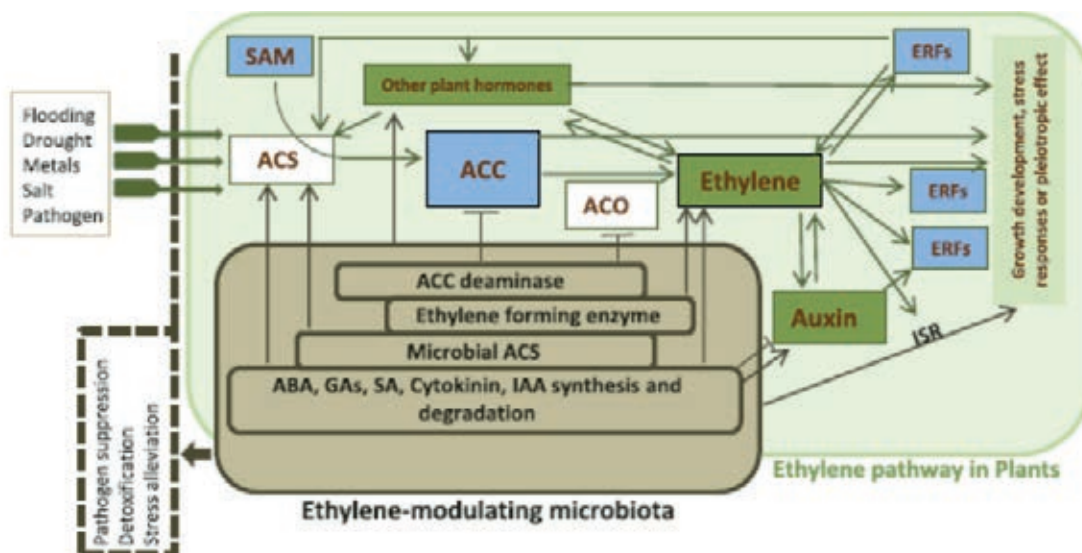 SAM
Other plant hormones
ERFs
Flooding
Drought
Metals
Salt
Pathogen
ACS
ACC
Ethylene
ACO
ERFs
ERFs
Growth development, stress
responses or pleiotropic effect
ACC deaminase
Ethylene forming enzyme
Microbial ACS
ABA, GAs, SA, Cytokinin, IAA synthesis and
degradation
Auxin
ISR
Pathogen suppression
Detoxification
Stress alleviation
Ethylene pathway in Plants
Ethylene-modulating microbiota